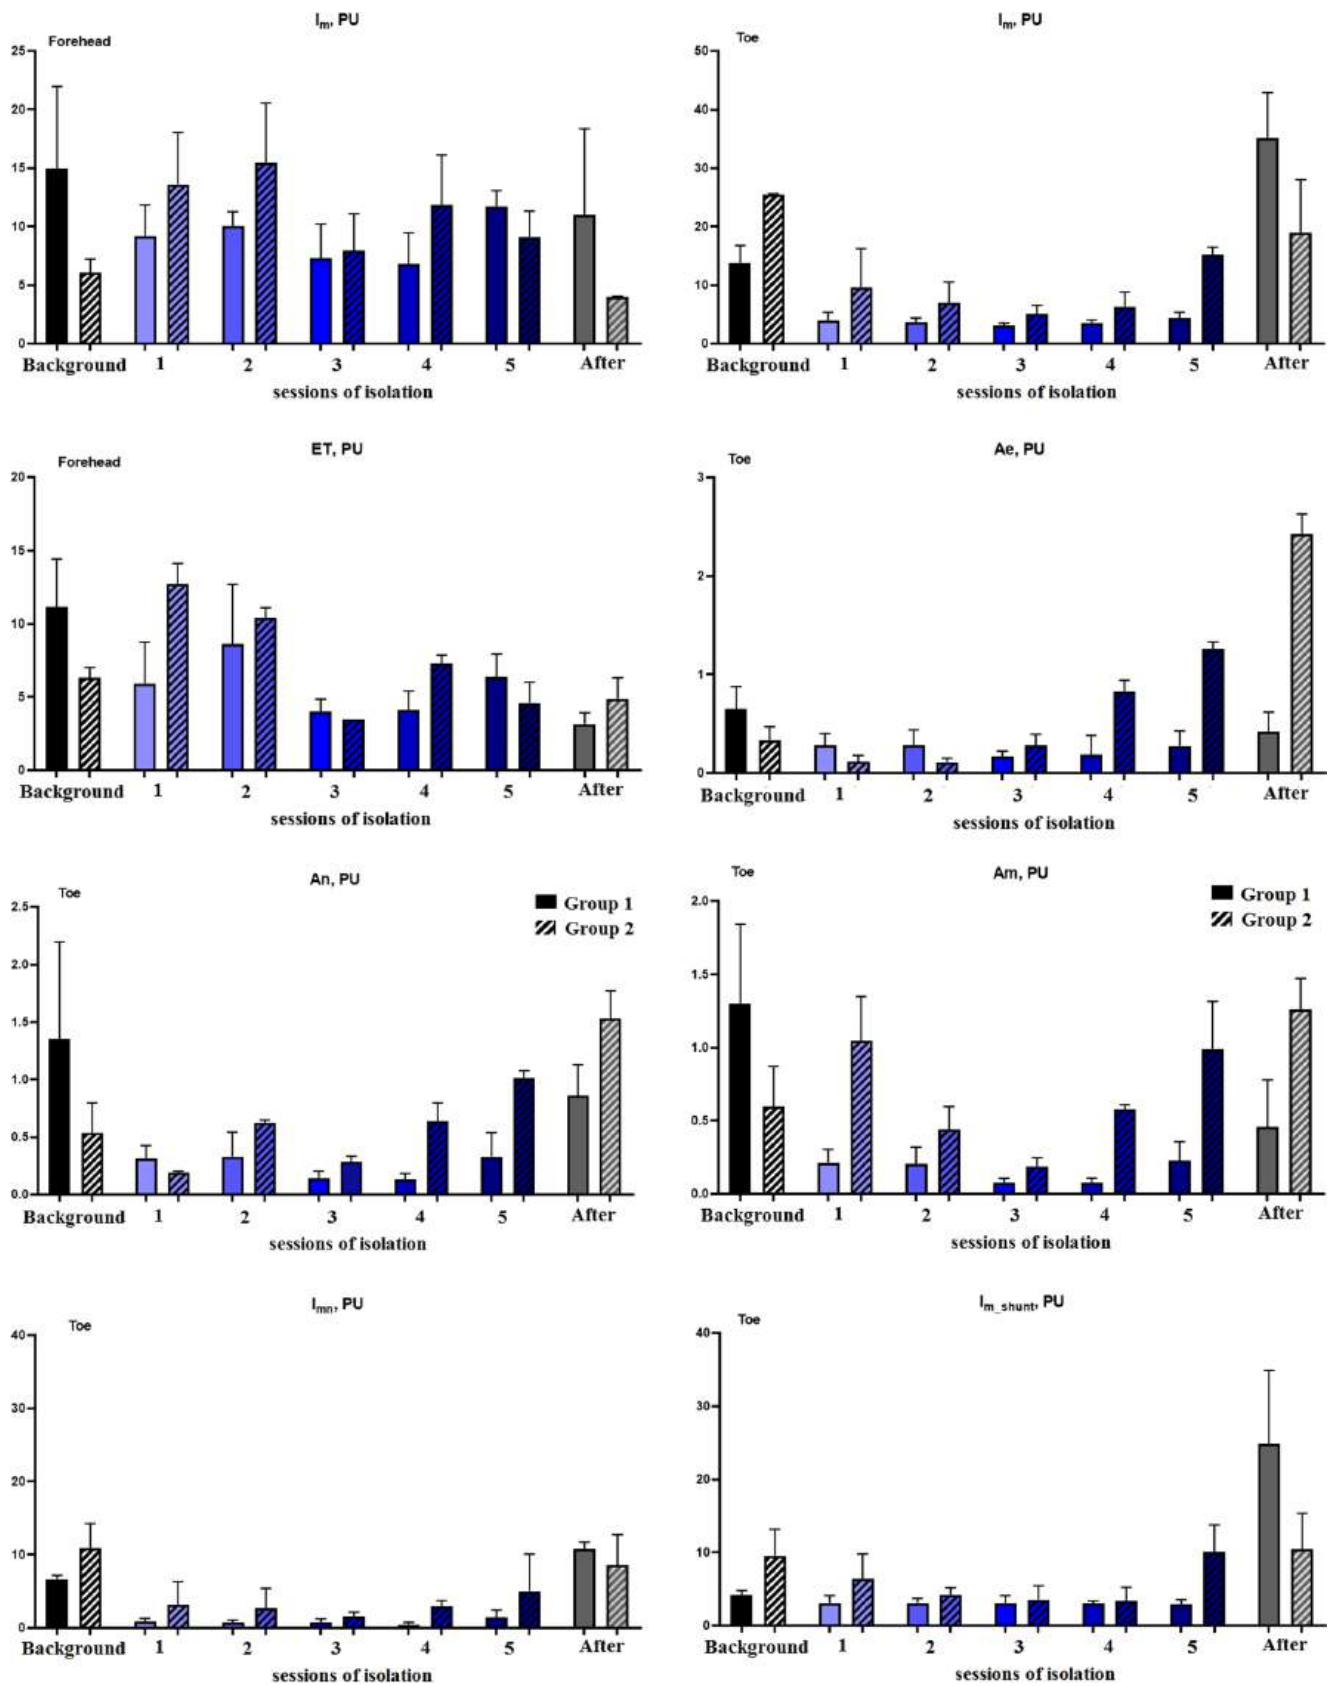 I_m, PU
Forehead
25
20
15
10
5
0
Background 1 2 3 4 5 After
sessions of isolation
I_m, PU
Toe
50
40
30
20
10
0
Background 1 2 3 4 5 After
sessions of isolation
ET, PU
Forehead
20
15
10
5
0
Background 1 2 3 4 5 After
sessions of isolation
Ae, PU
Toe
3
2
1
0
Background 1 2 3 4 5 After
sessions of isolation
An, PU
Toe
Group 1
Group 2
2.5
2.0
1.5
1.0
0.5
0.0
Background 1 2 3 4 5 After
sessions of isolation
Am, PU
Toe
Group 1
Group 2
2.0
1.5
1.0
0.5
0.0
Background 1 2 3 4 5 After
sessions of isolation
I_mn, PU
Toe
40
30
20
10
0
Background 1 2 3 4 5 After
sessions of isolation
I_m_shunt, PU
Toe
40
30
20
10
0
Background 1 2 3 4 5 After
sessions of isolation